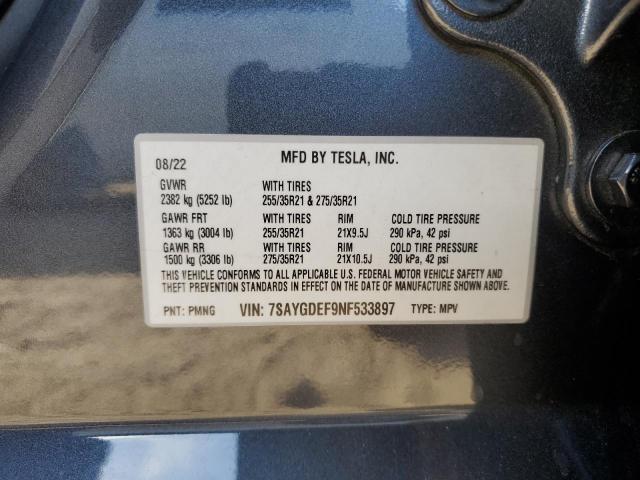 08/22 MFD BY TESLA, INC.
GVWR WITH TIRES
2382 kg (5252 lb) 255/35R21 & 275/35R21
GAWR FRT WITH TIRES RIM COLD TIRE PRESSURE
1363 kg (3004 lb) 255/35R21 21X9.5J 290 kPa, 42 psi
GAWR RR WITH TIRES RIM COLD TIRE PRESSURE
1500 kg (3306 lb) 275/35R21 21X10.5J 290 kPa, 42 psi
THIS VEHICLE CONFORMS TO ALL APPLICABLE U.S. FEDERAL MOTOR VEHICLE SAFETY AND
THEFT PREVENTION STANDARDS IN EFFECT ON THE DATE OF MANUFACTURE SHOWN ABOVE.
PNT: PMNG VIN: 7SAYGDEF9NF533897 TYPE: MPV